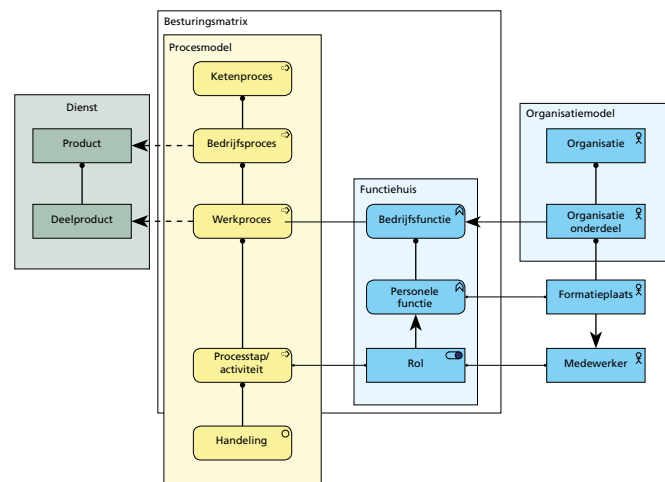 Besturingsmatrix
Procesmodel
Ketenproces
Dienst
Organisatiemodel
Product
Bedrijfsproces
Organisatie
Functiehuis
Deelproduct
Werkproces
Bedrijfsfunctie
Organisatie
onderdeel
Personele
functie
Formatieplaats
Processtap/
activiteit
Rol
Medewerker
Handeling